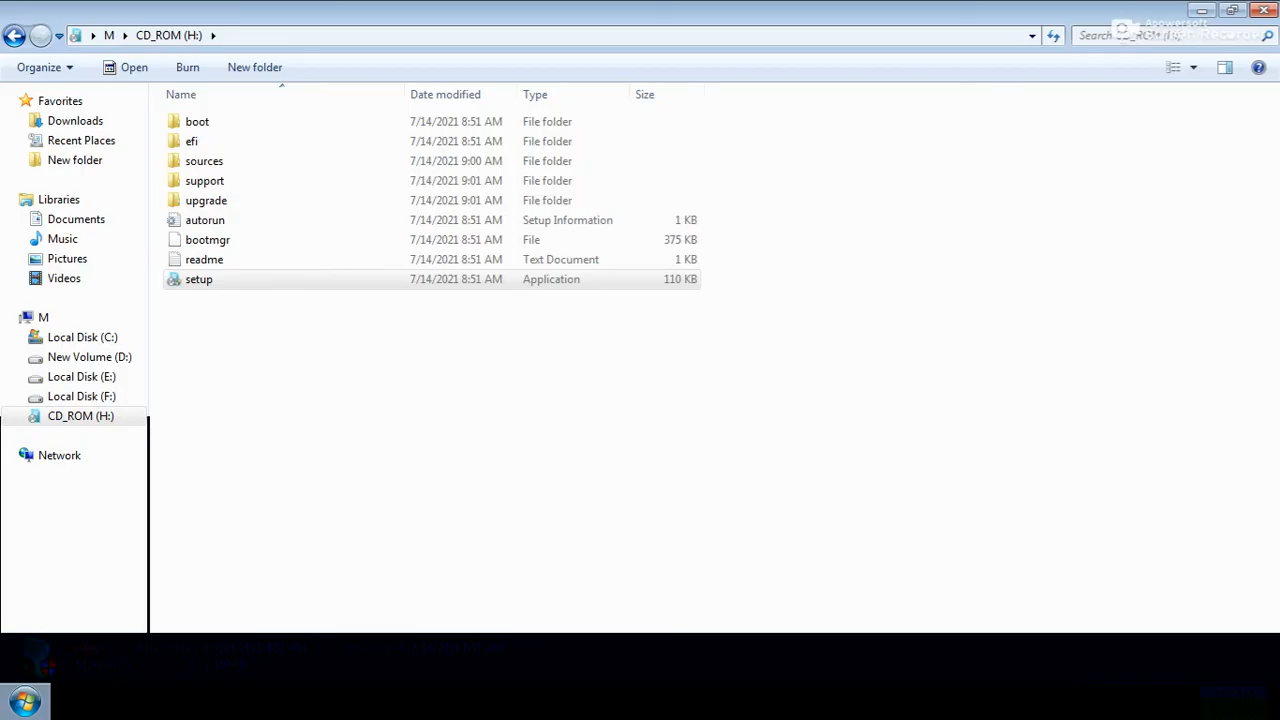 M CD_ROM (H:)
Organize Open Burn New folder
Name Date modified Type Size
Favorites
Downloads
Recent Places
New folder
Libraries
Documents
Music
Pictures
Videos
M
Local Disk (C:)
New Volume (D:)
Local Disk (E:)
Local Disk (F:)
CD_ROM (H:)
Network
boot 7/14/2021 8:51 AM File folder
efi 7/14/2021 8:51 AM File folder
sources 7/14/2021 9:00 AM File folder
support 7/14/2021 9:01 AM File folder
upgrade 7/14/2021 9:01 AM File folder
autorun 7/14/2021 8:51 AM Setup Information 1 KB
bootmgr 7/14/2021 8:51 AM File 375 KB
readme 7/14/2021 8:51 AM Text Document 1 KB
setup 7/14/2021 8:51 AM Application 110 KB